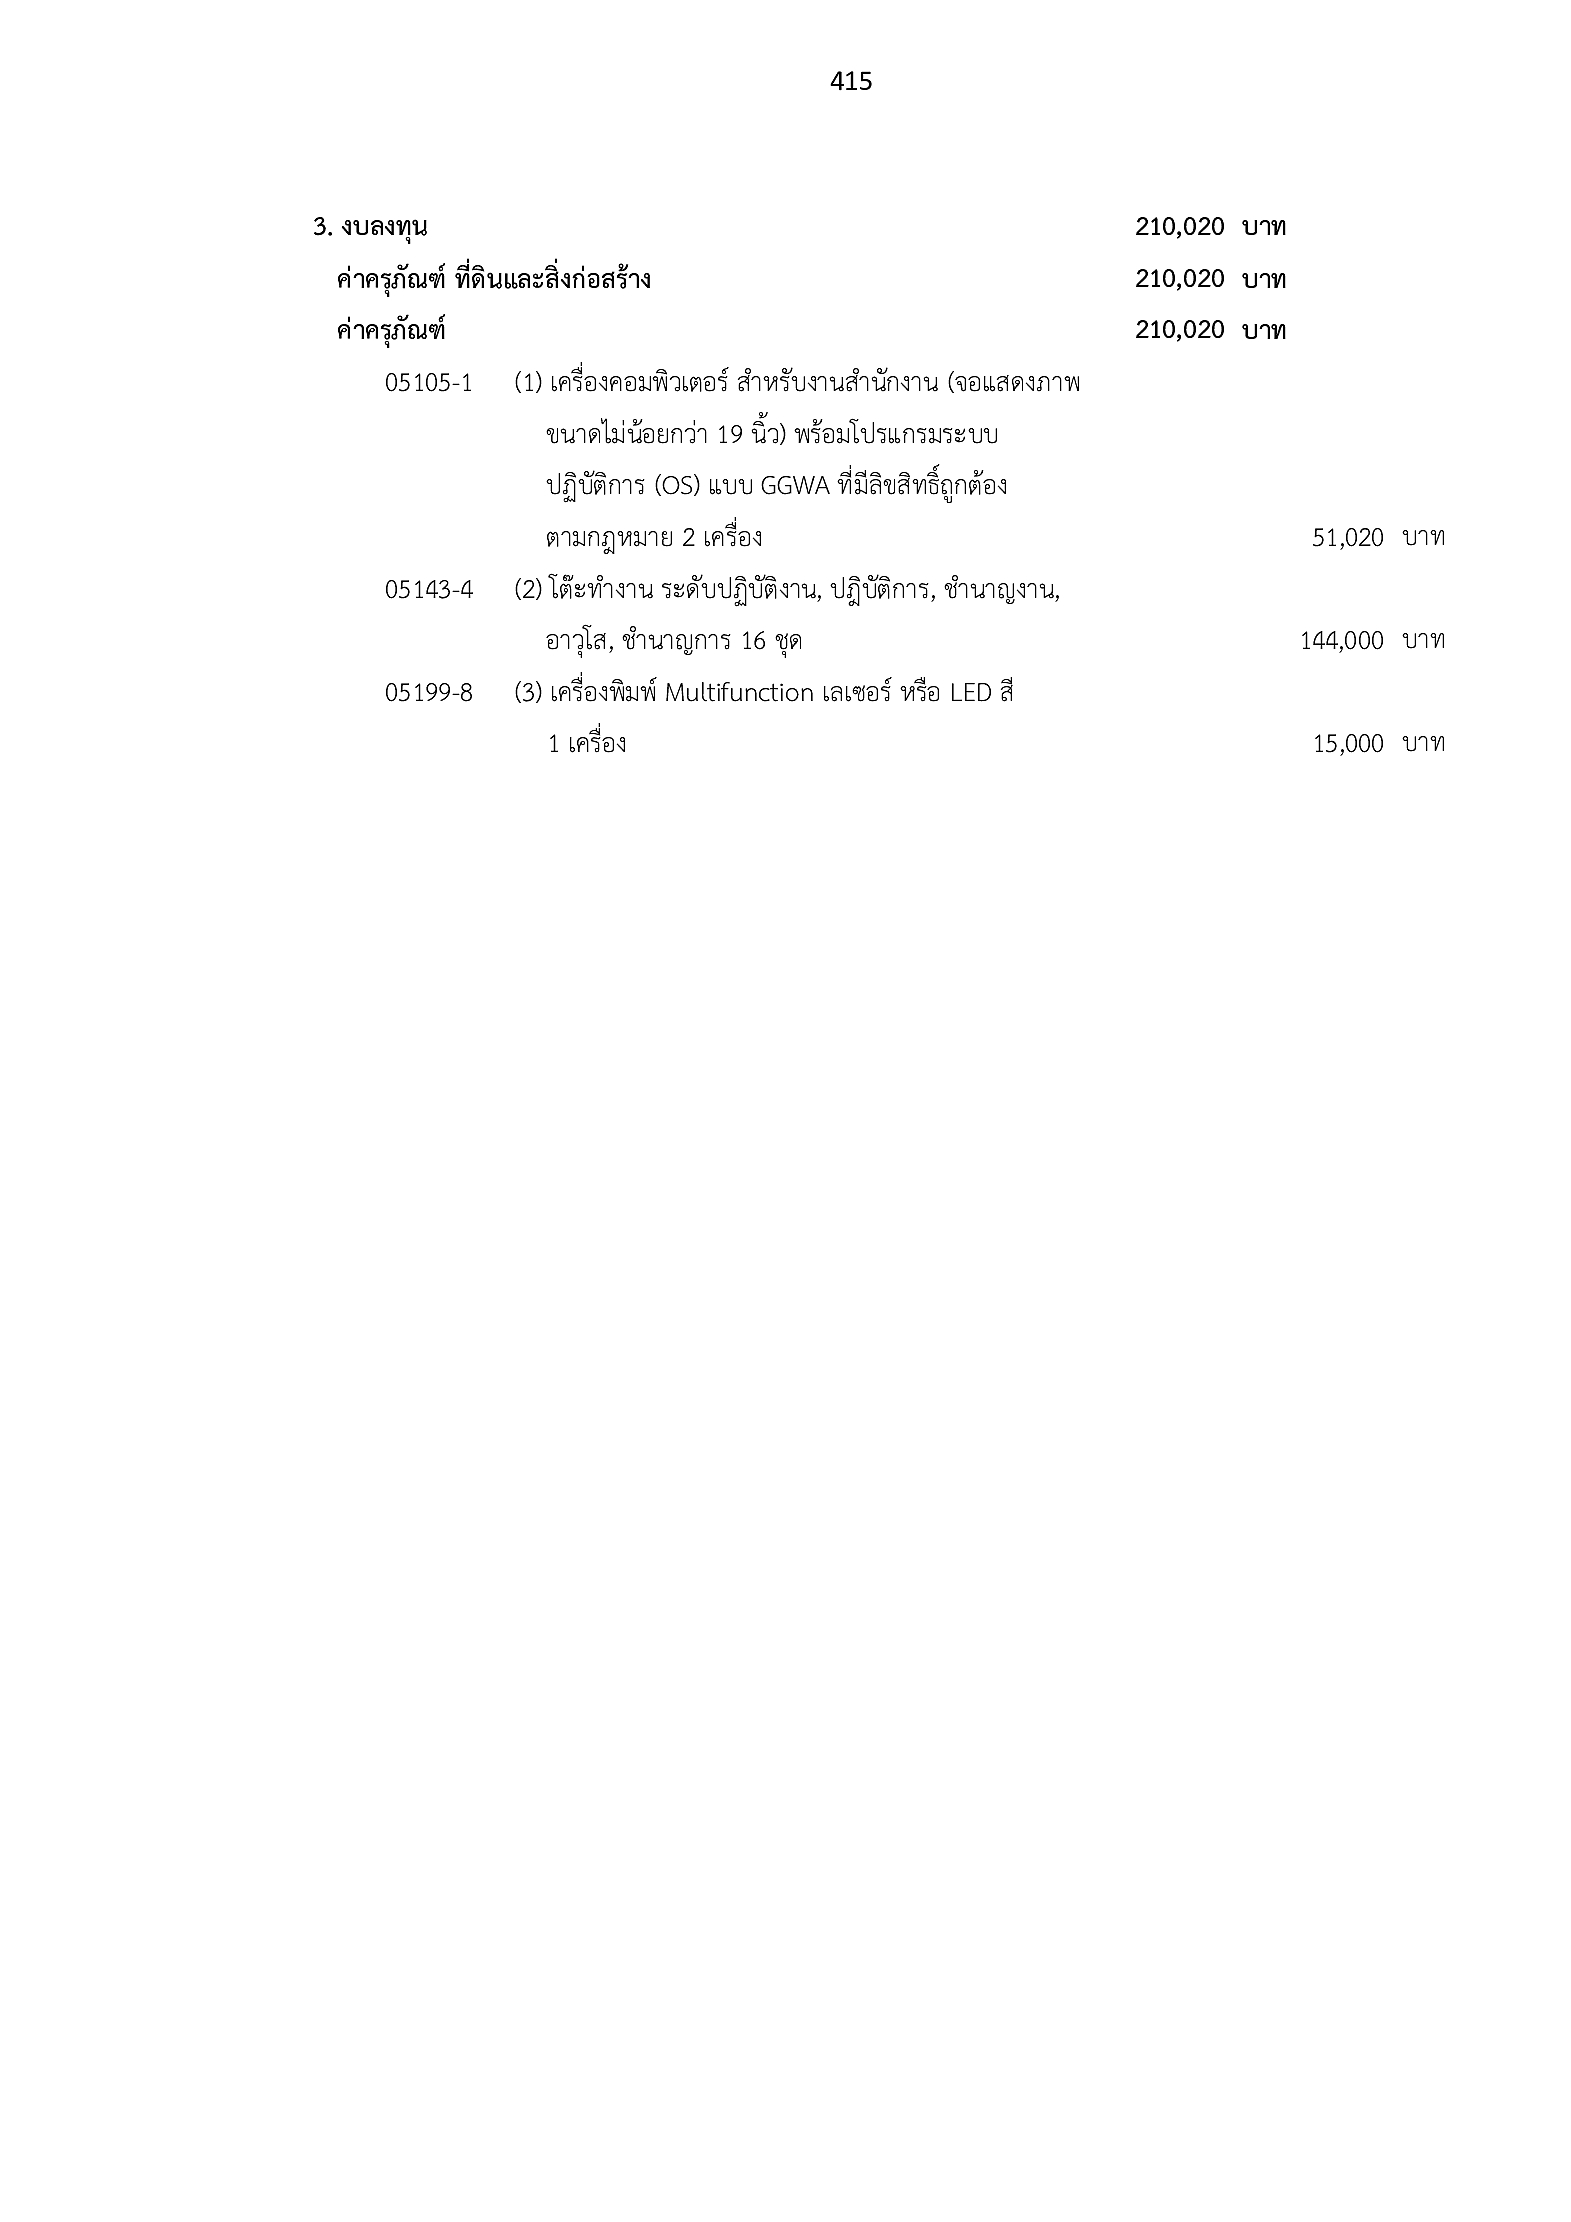 415
3. งบลงทุน 210,020 บาท
ค่าครุภัณฑ์ ที่ดินและสิ่งก่อสร้าง 210,020 บาท
ค่าครุภัณฑ์ 210,020 บาท
05105-1 (1) เครื่องคอมพิวเตอร์ สำหรับงานสำนักงาน (จอแสดงภาพ
ขนาดไม่น้อยกว่า 19 นิ้ว) พร้อมโปรแกรมระบบ
ปฏิบัติการ (OS) แบบ GGWA ที่มีลิขสิทธิ์ถูกต้อง
ตามกฎหมาย 2 เครื่อง 51,020 บาท
05143-4 (2) โต๊ะทำงาน ระดับปฏิบัติงาน, ปฏิบัติการ, ชำนาญงาน,
อาวุโส, ชำนาญการ 16 ชุด 144,000 บาท
05199-8 (3) เครื่องพิมพ์ Multifunction เลเซอร์ หรือ LED สี
1 เครื่อง 15,000 บาท